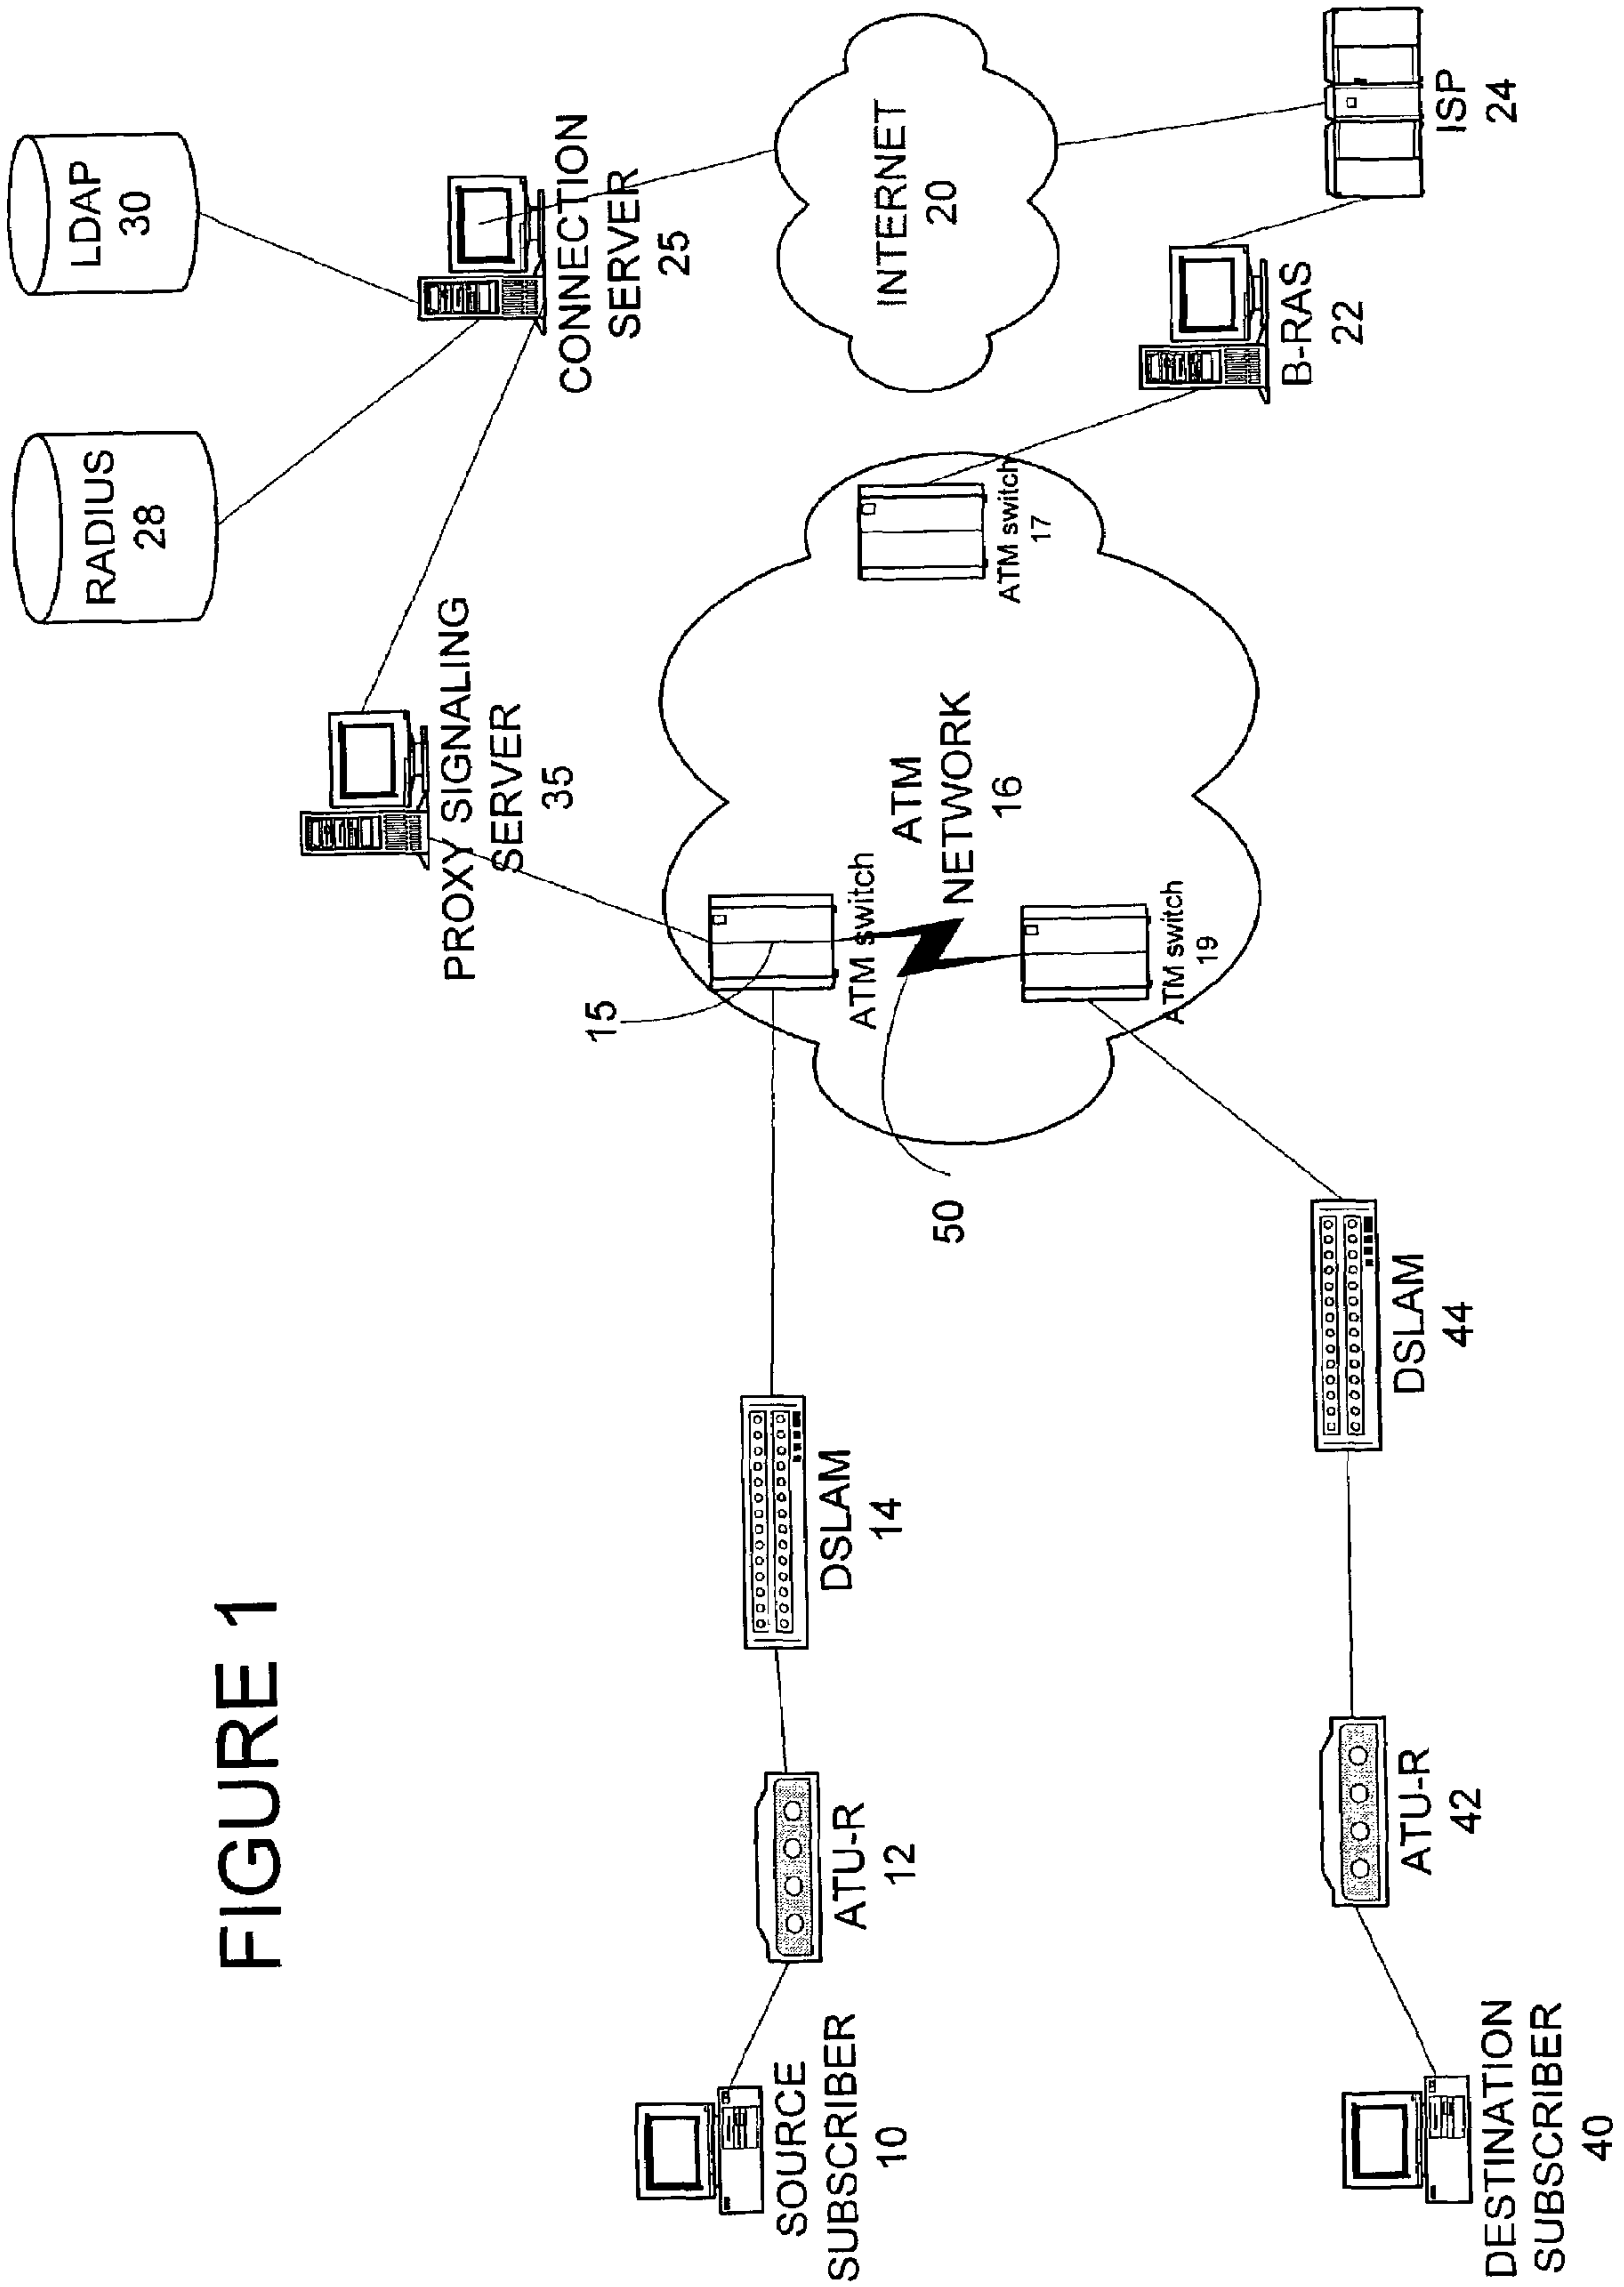 FIGURE 1
LDAP
30
RADIUS
28
CONNECTION
SERVER
25
PROXY SIGNALING
SERVER
35
INTERNET
20
ISP
24
B-RAS
22
ATM switch
17
ATM
NETWORK
16
ATM switch
15
ATM switch
19
50
DSLAM
14
DSLAM
44
ATU-R
12
ATU-R
42
SOURCE
SUBSCRIBER
10
DESTINATION
SUBSCRIBER
40